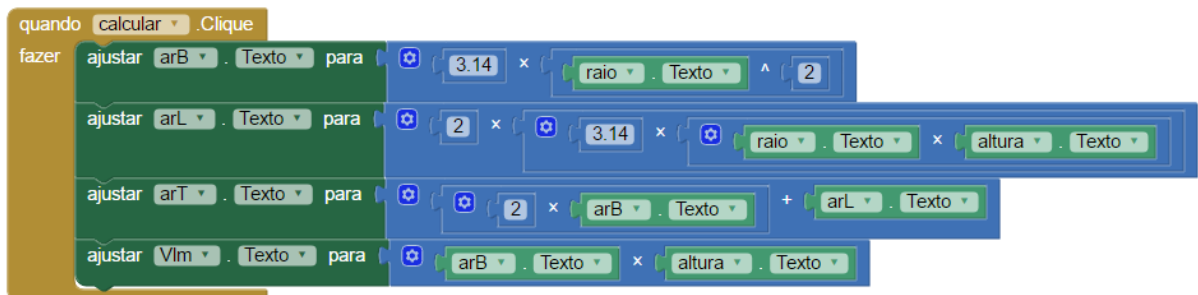 quando calcular .Clique
fazer ajustar arB . Texto para 3.14 × raio . Texto ^ 2
ajustar arL . Texto para 2 × 3.14 × raio . Texto × altura . Texto
ajustar arT . Texto para 2 × arB . Texto + arL . Texto
ajustar Vlm . Texto para arB . Texto × altura . Texto